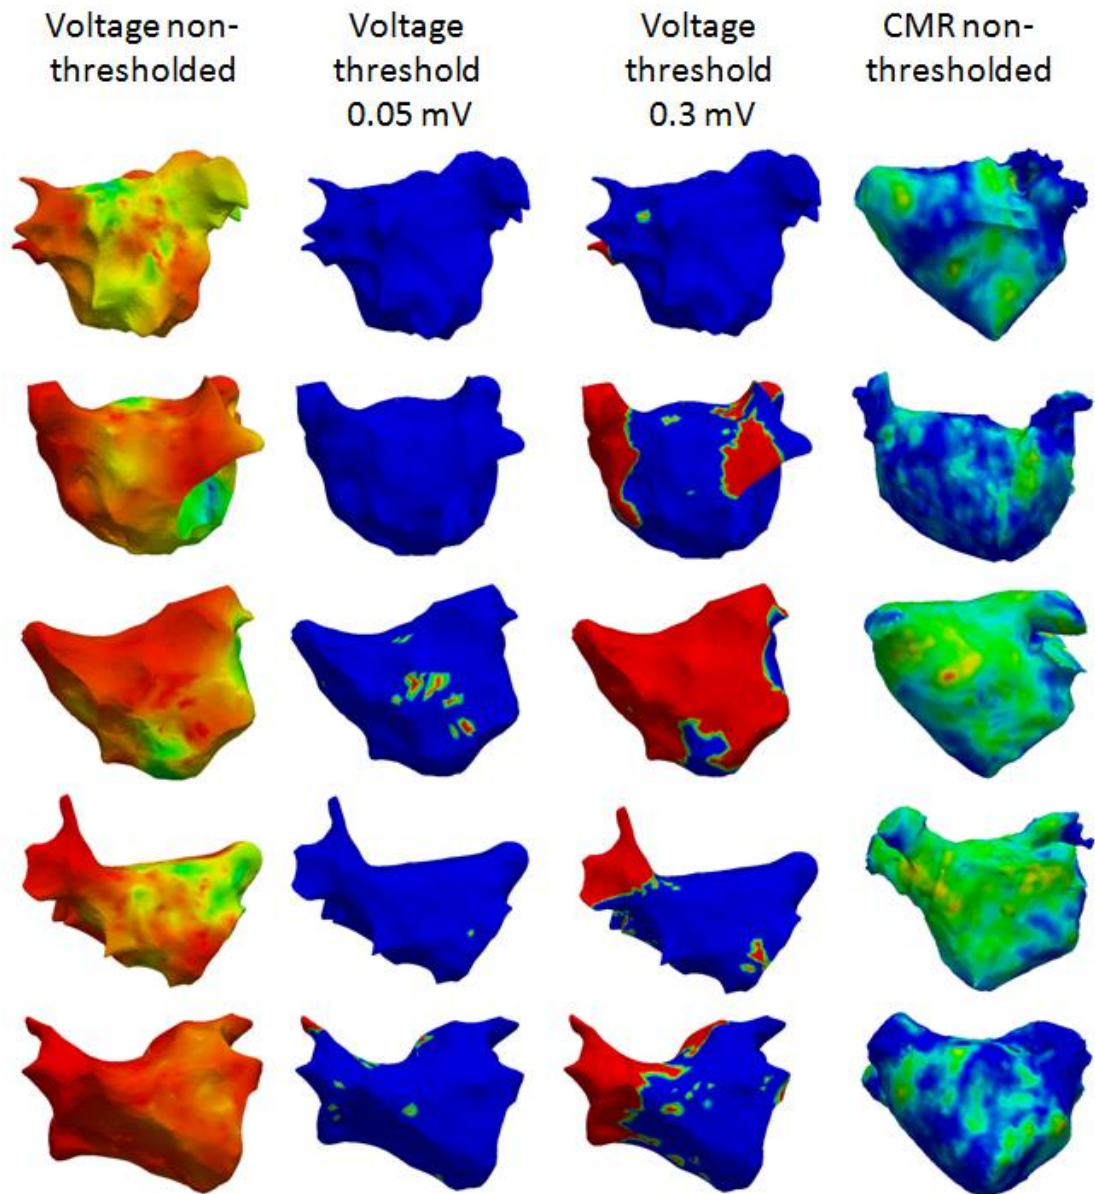 Voltage non-
thresholded
Voltage
threshold
0.05 mV
Voltage
threshold
0.3 mV
CMR non-
thresholded